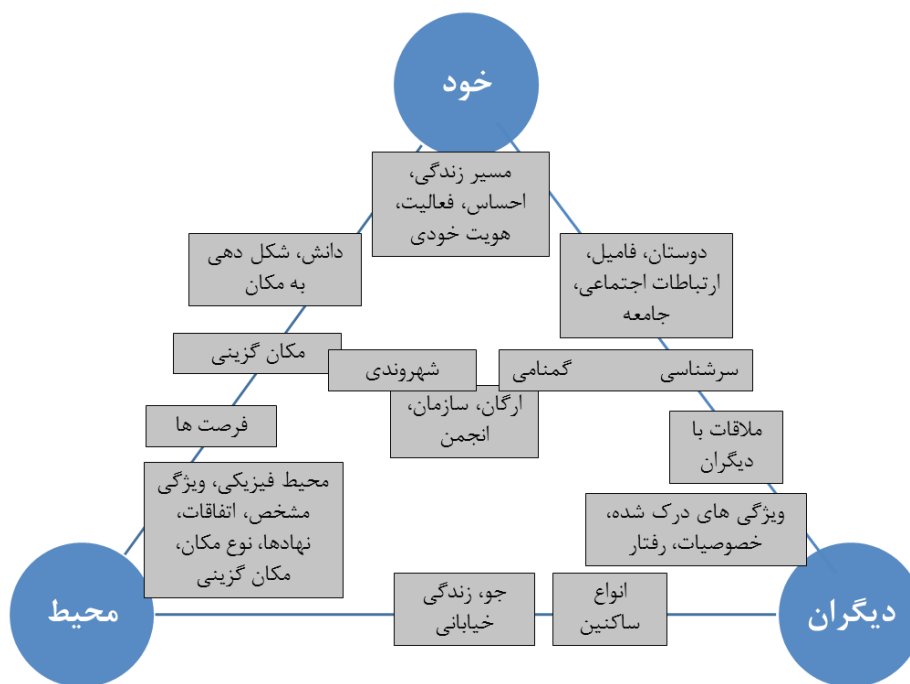 خود
مسیر زندگی،
احساس، فعالیت،
هویت خودی
دانش، شکل دهی
به مکان
دوستان، فامیل،
ارتباطات اجتماعی،
جامعه
مکان گزینی
شهروندی
سرشناسی گمنامی
ارگان، سازمان،
انجمن
فرصت ها
ملاقات با
دیگران
محیط فیزیکی، ویژگی
مشخص، اتفاقات،
نهادها، نوع مکان،
مکان گزینی
ویژگی های درک شده،
خصوصیات، رفتار
محیط
جو، زندگی
خیابانی
انواع
ساکنین
دیگران